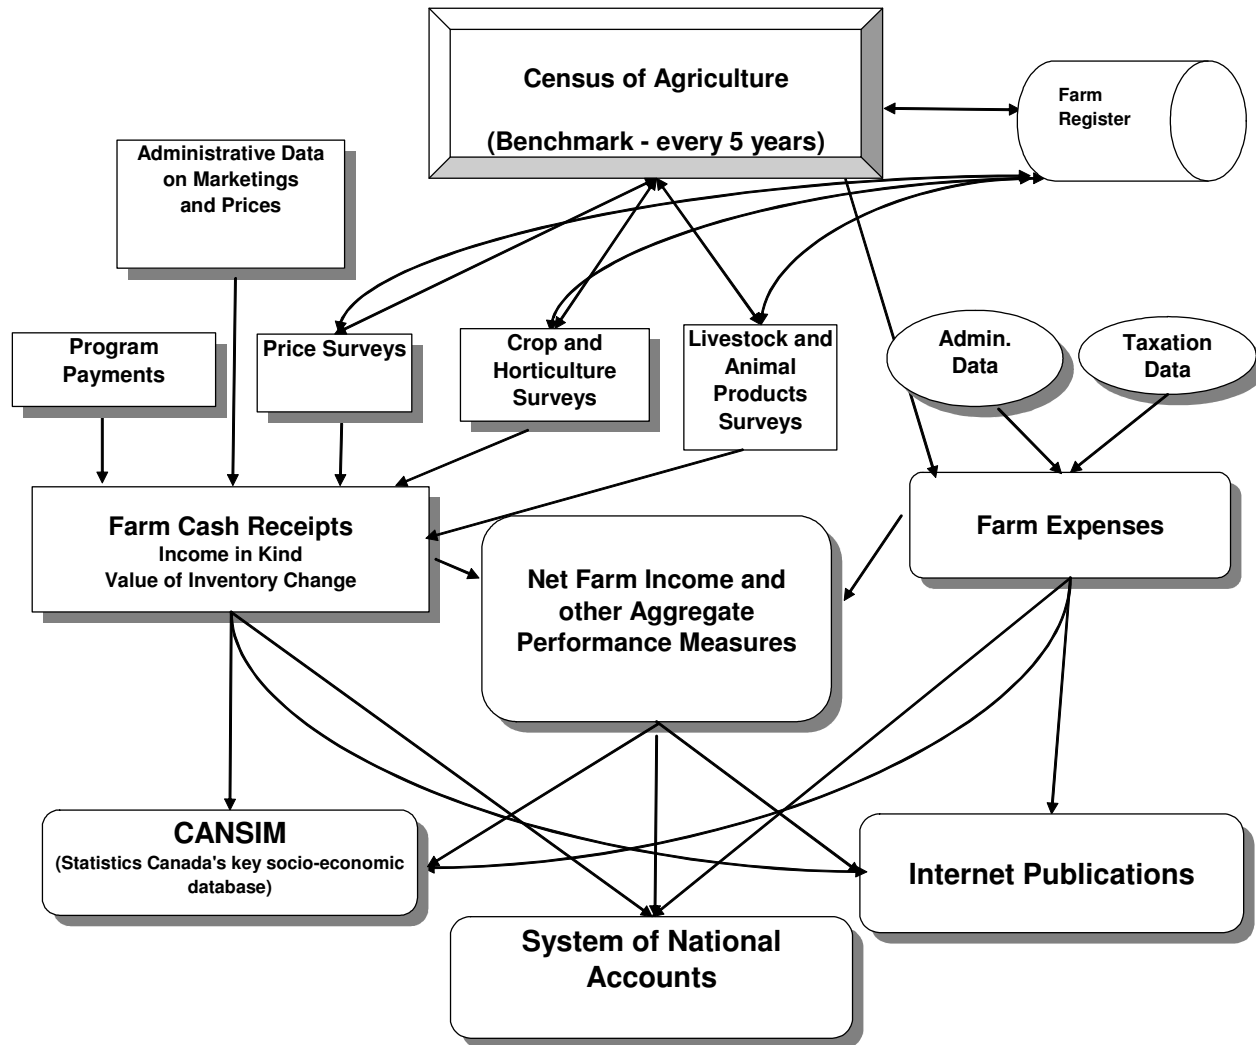 Census of Agriculture
(Benchmark - every 5 years)
Farm
Register
Administrative Data
on Marketings
and Prices
Program
Payments
Price Surveys
Crop and
Horticulture
Surveys
Livestock and
Animal
Products
Surveys
Admin.
Data
Taxation
Data
Farm Cash Receipts
Income in Kind
Value of Inventory Change
Net Farm Income and
other Aggregate
Performance Measures
Farm Expenses
CANSIM
(Statistics Canada's key socio-economic
database)
Internet Publications
System of National
Accounts